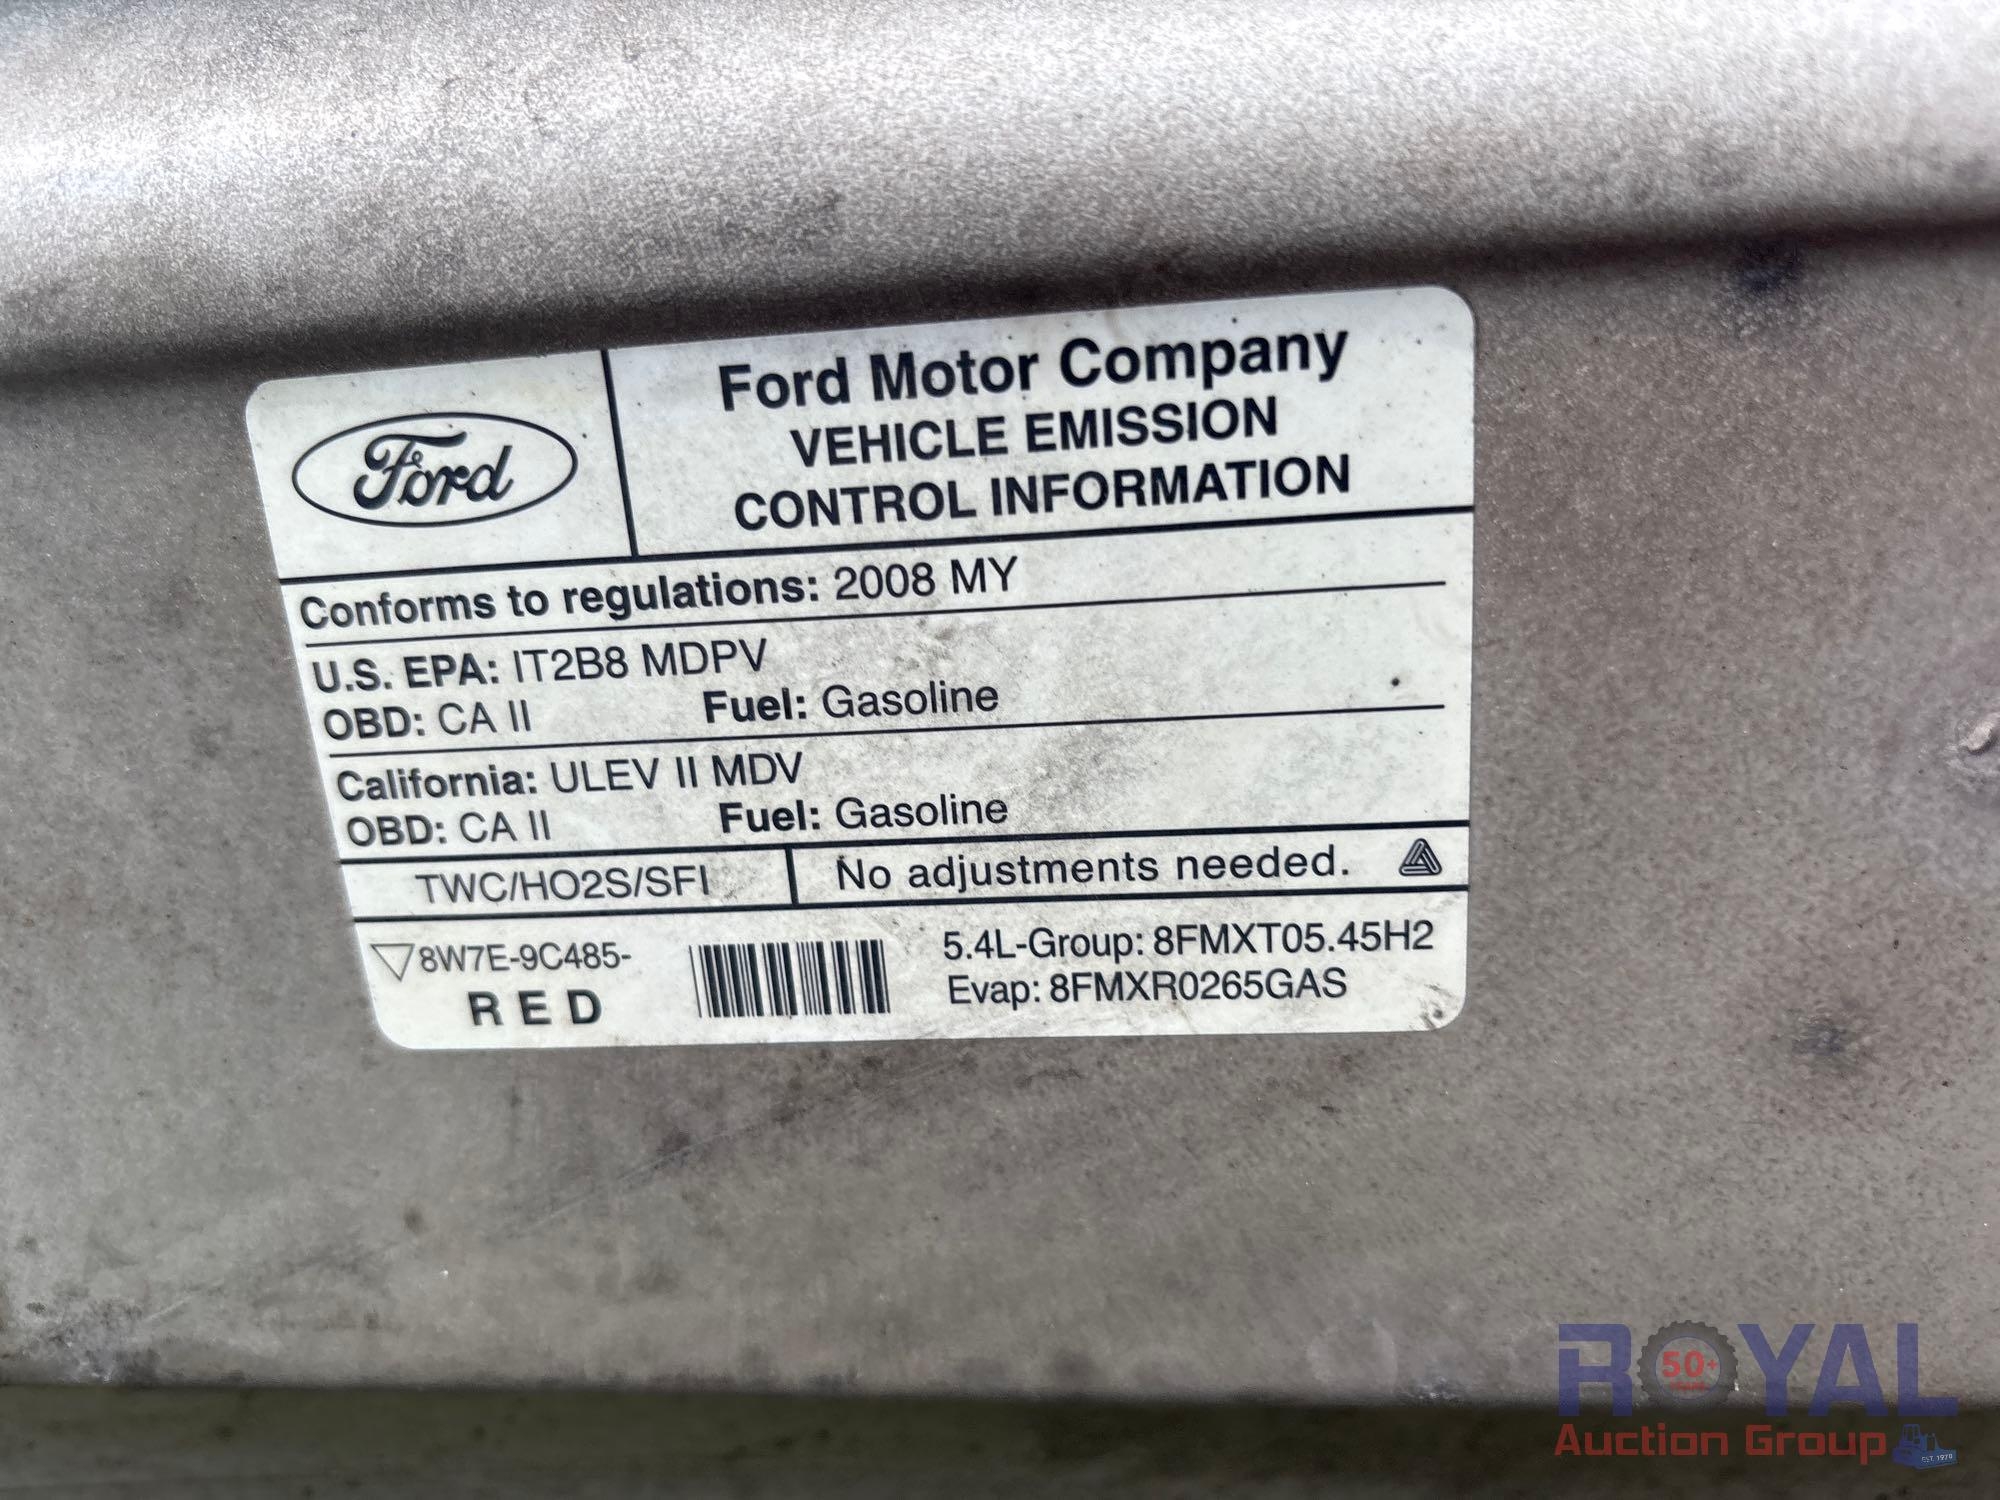 Ford
Ford Motor Company
VEHICLE EMISSION
CONTROL INFORMATION
Conforms to regulations: 2008 MY
U.S. EPA: IT2B8 MDPV
OBD: CA II Fuel: Gasoline
California: ULEV II MDV
OBD: CA II Fuel: Gasoline
TWC/HO2S/SFI No adjustments needed.
8W7E-9C485-
RED
5.4L-Group: 8FMXT05.45H2
Evap: 8FMXR0265GAS
ROYAL
50+
Auction Group
EST. 1970